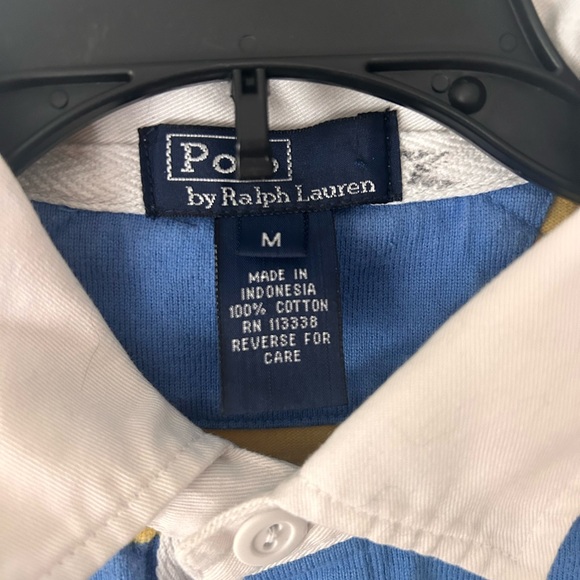 Polo
by Ralph Lauren
M
MADE IN
INDONESIA
100% COTTON
RN 113338
REVERSE FOR
CARE